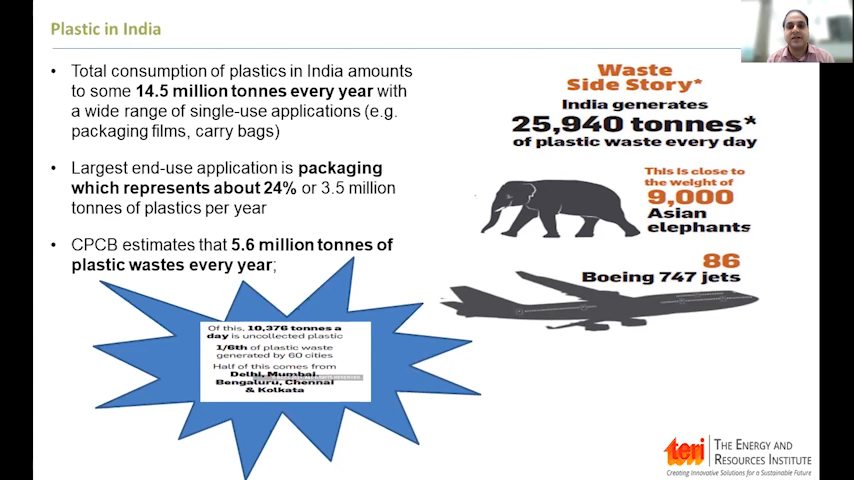 Plastic in India
• Total consumption of plastics in India amounts
to some 14.5 million tonnes every year with
a wide range of single-use applications (e.g.
packaging films, carry bags)
• Largest end-use application is packaging
which represents about 24% or 3.5 million
tonnes of plastics per year
• CPCB estimates that 5.6 million tonnes of
plastic wastes every year;
Of this, 10,376 tonnes a
day is uncollected plastic
1/6th of plastic waste
generated by 60 cities
Half of this comes from
Delhi, Mumbai,
Bengaluru, Chennai
& Kolkata
Waste
Side Story*
India generates
25,940 tonnes*
of plastic waste every day
This is close to
the weight of
9,000
Asian
elephants
86
Boeing 747 jets
teri
THE ENERGY AND
RESOURCES INSTITUTE
Creating Innovative Solutions for a Sustainable Future